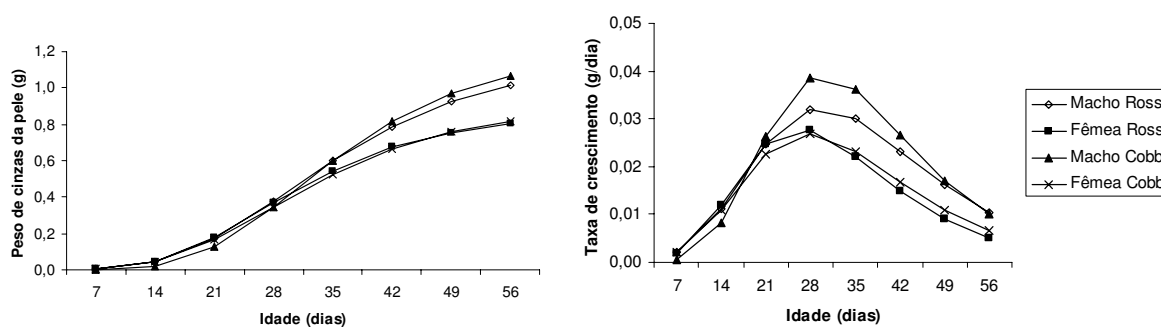 Peso de cinzas da pele (g)
1,2
1,0
0,8
0,6
0,4
0,2
0,0
7 14 21 28 35 42 49 56
Idade (dias)
Taxa de crescimento (g/dia)
0,05
0,04
0,03
0,02
0,01
0,00
7 14 21 28 35 42 49 56
Idade (dias)
Macho Ross
Fêmea Ross
Macho Cobb
Fêmea Cobb